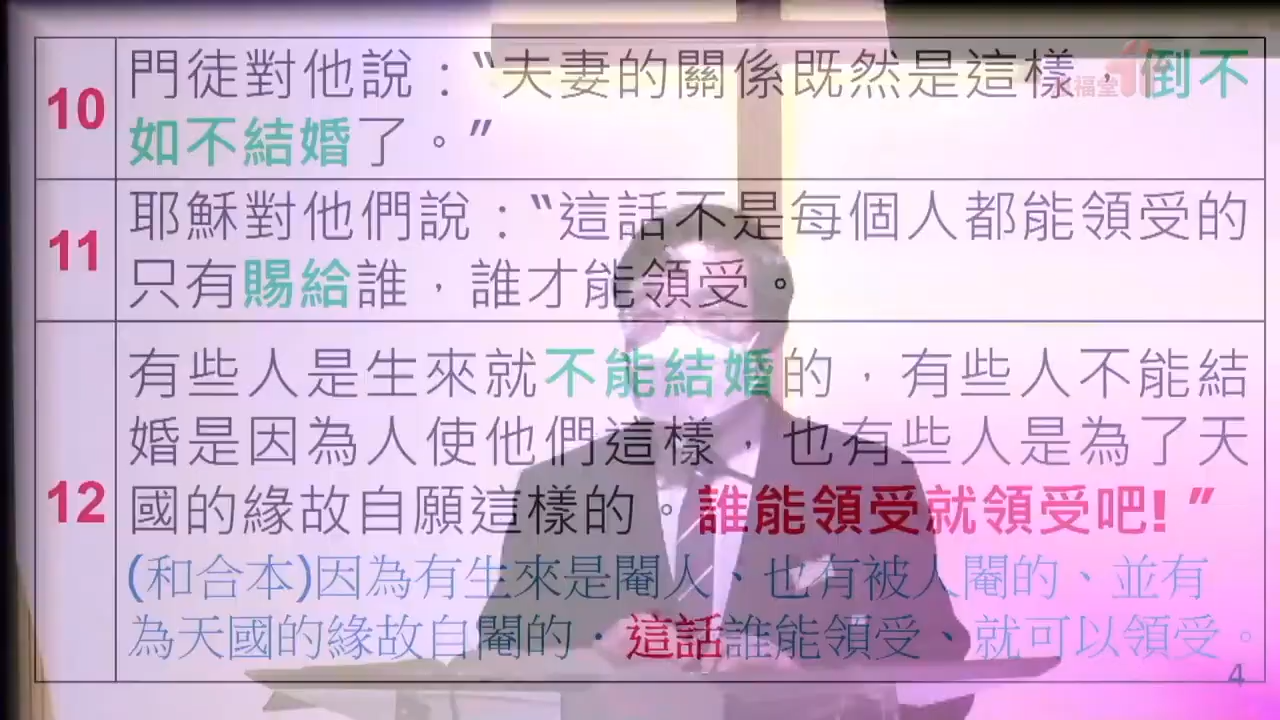 10
門徒對他說：“夫妻的關係既然是這樣，倒不
如不結婚了。”
11
耶穌對他們說：“這話不是每個人都能領受的
只有賜給誰，誰才能領受。
12
有些人是生來就不能結婚的，有些人不能結
婚是因為人使他們這樣，也有些人是為了天
國的緣故自願這樣的。誰能領受就領受吧!”
(和合本)因為有生來是閹人、也有被人閹的、並有
為天國的緣故自閹的．這話誰能領受、就可以領受。
4
福堂